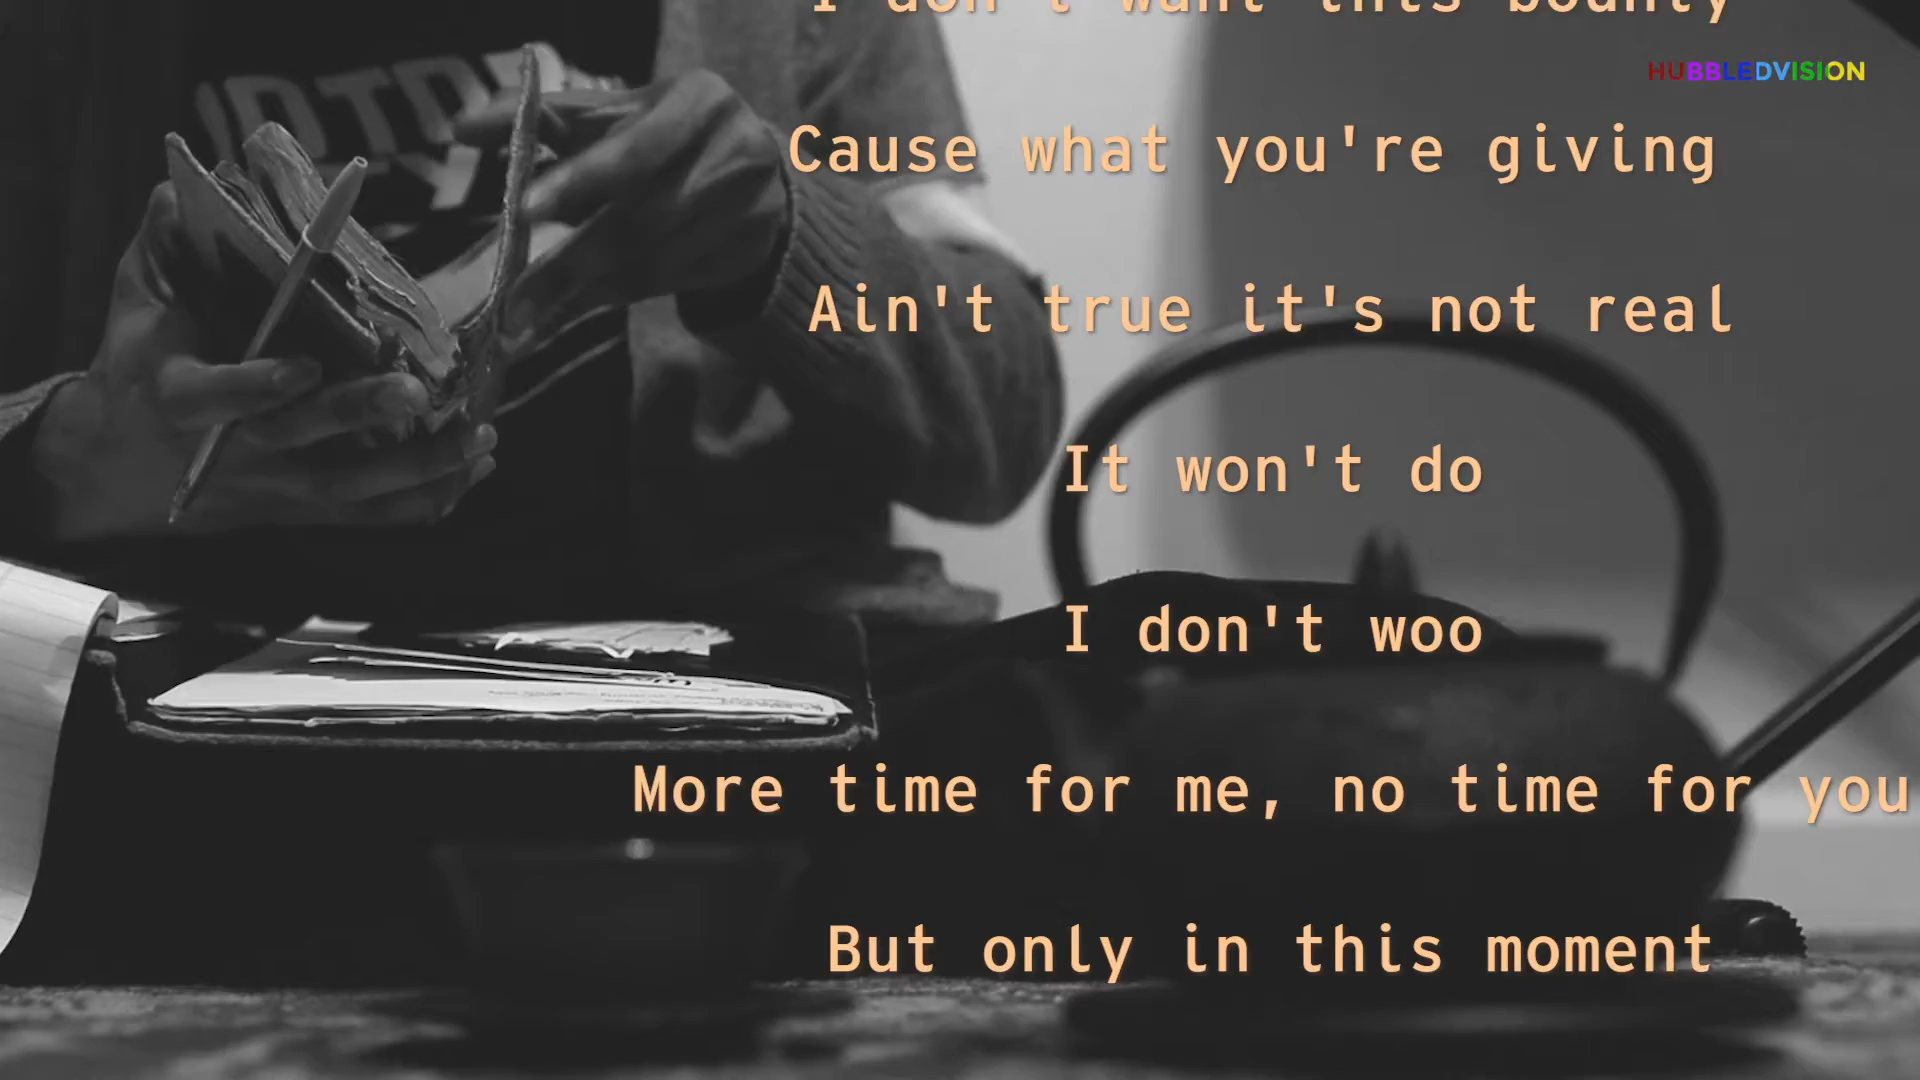 I don't want this bounty
HUBBLEDVISION
Cause what you're giving
Ain't true it's not real
It won't do
I don't woo
More time for me, no time for you
But only in this moment